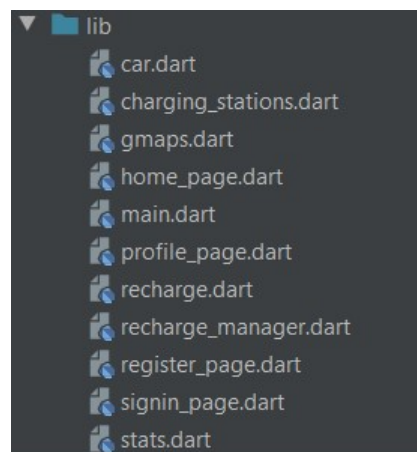 lib
car.dart
charging_stations.dart
gmaps.dart
home_page.dart
main.dart
profile_page.dart
recharge.dart
recharge_manager.dart
register_page.dart
signin_page.dart
stats.dart